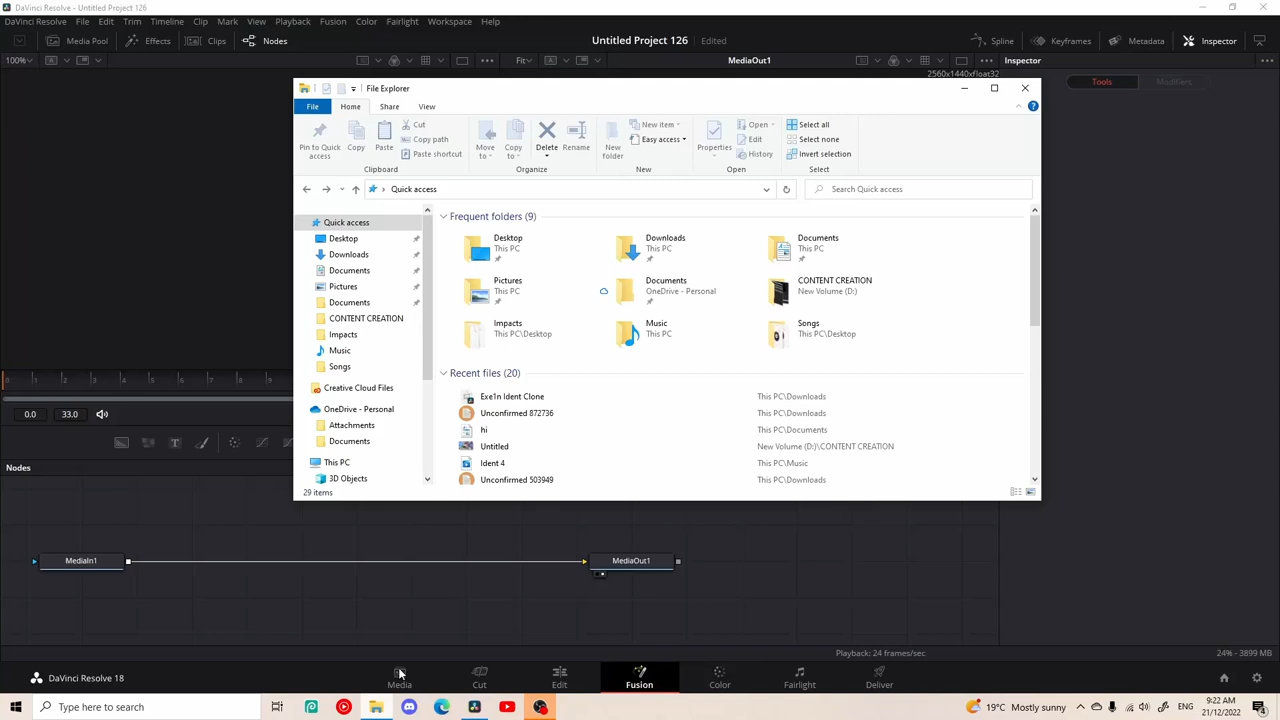 DaVinci Resolve - Untitled Project 126
DaVinci Resolve File Edit Trim Timeline Clip Mark View Playback Fusion Color Fairlight Workspace Help
Media Pool Effects Clips Nodes Untitled Project 126 Edited Spline Keyframes Metadata Inspector
100% Fit MediaOut1 Inspector
2560x1440xfloat32
Tools Modifiers
File Explorer
File Home Share View
Pin to Quick access
Copy
Paste
Cut
Copy path
Paste shortcut
Clipboard
Move to
Copy to
Delete
Rename
Organize
New folder
New item
Easy access
New
Properties
Open
Edit
History
Open
Select all
Select none
Invert selection
Select
Quick access
Search Quick access
Quick access
Desktop
Downloads
Documents
Pictures
Documents
CONTENT CREATION
Impacts
Music
Songs
Creative Cloud Files
OneDrive - Personal
Attachments
Documents
This PC
3D Objects
Frequent folders (9)
Desktop
This PC
Downloads
This PC
Documents
This PC
Pictures
This PC
Documents
OneDrive - Personal
CONTENT CREATION
New Volume (D:)
Impacts
This PC\Desktop
Music
This PC
Songs
This PC\Desktop
Recent files (20)
Exe1n Ident Clone This PC\Downloads
Unconfirmed 872736 This PC\Downloads
hi This PC\Documents
Untitled New Volume (D:)\CONTENT CREATION
Ident 4 This PC\Music
Unconfirmed 503949 This PC\Downloads
29 items
0 1 2 3 4 5 6 7 8 9
0.0 33.0
T
Nodes
MediaIn1 MediaOut1
Playback: 24 frames/sec 24% - 3899 MB
DaVinci Resolve 18
Media Cut Edit Fusion Color Fairlight Deliver
Type here to search
19°C Mostly sunny
ENG
9:22 AM
21/12/2022
4